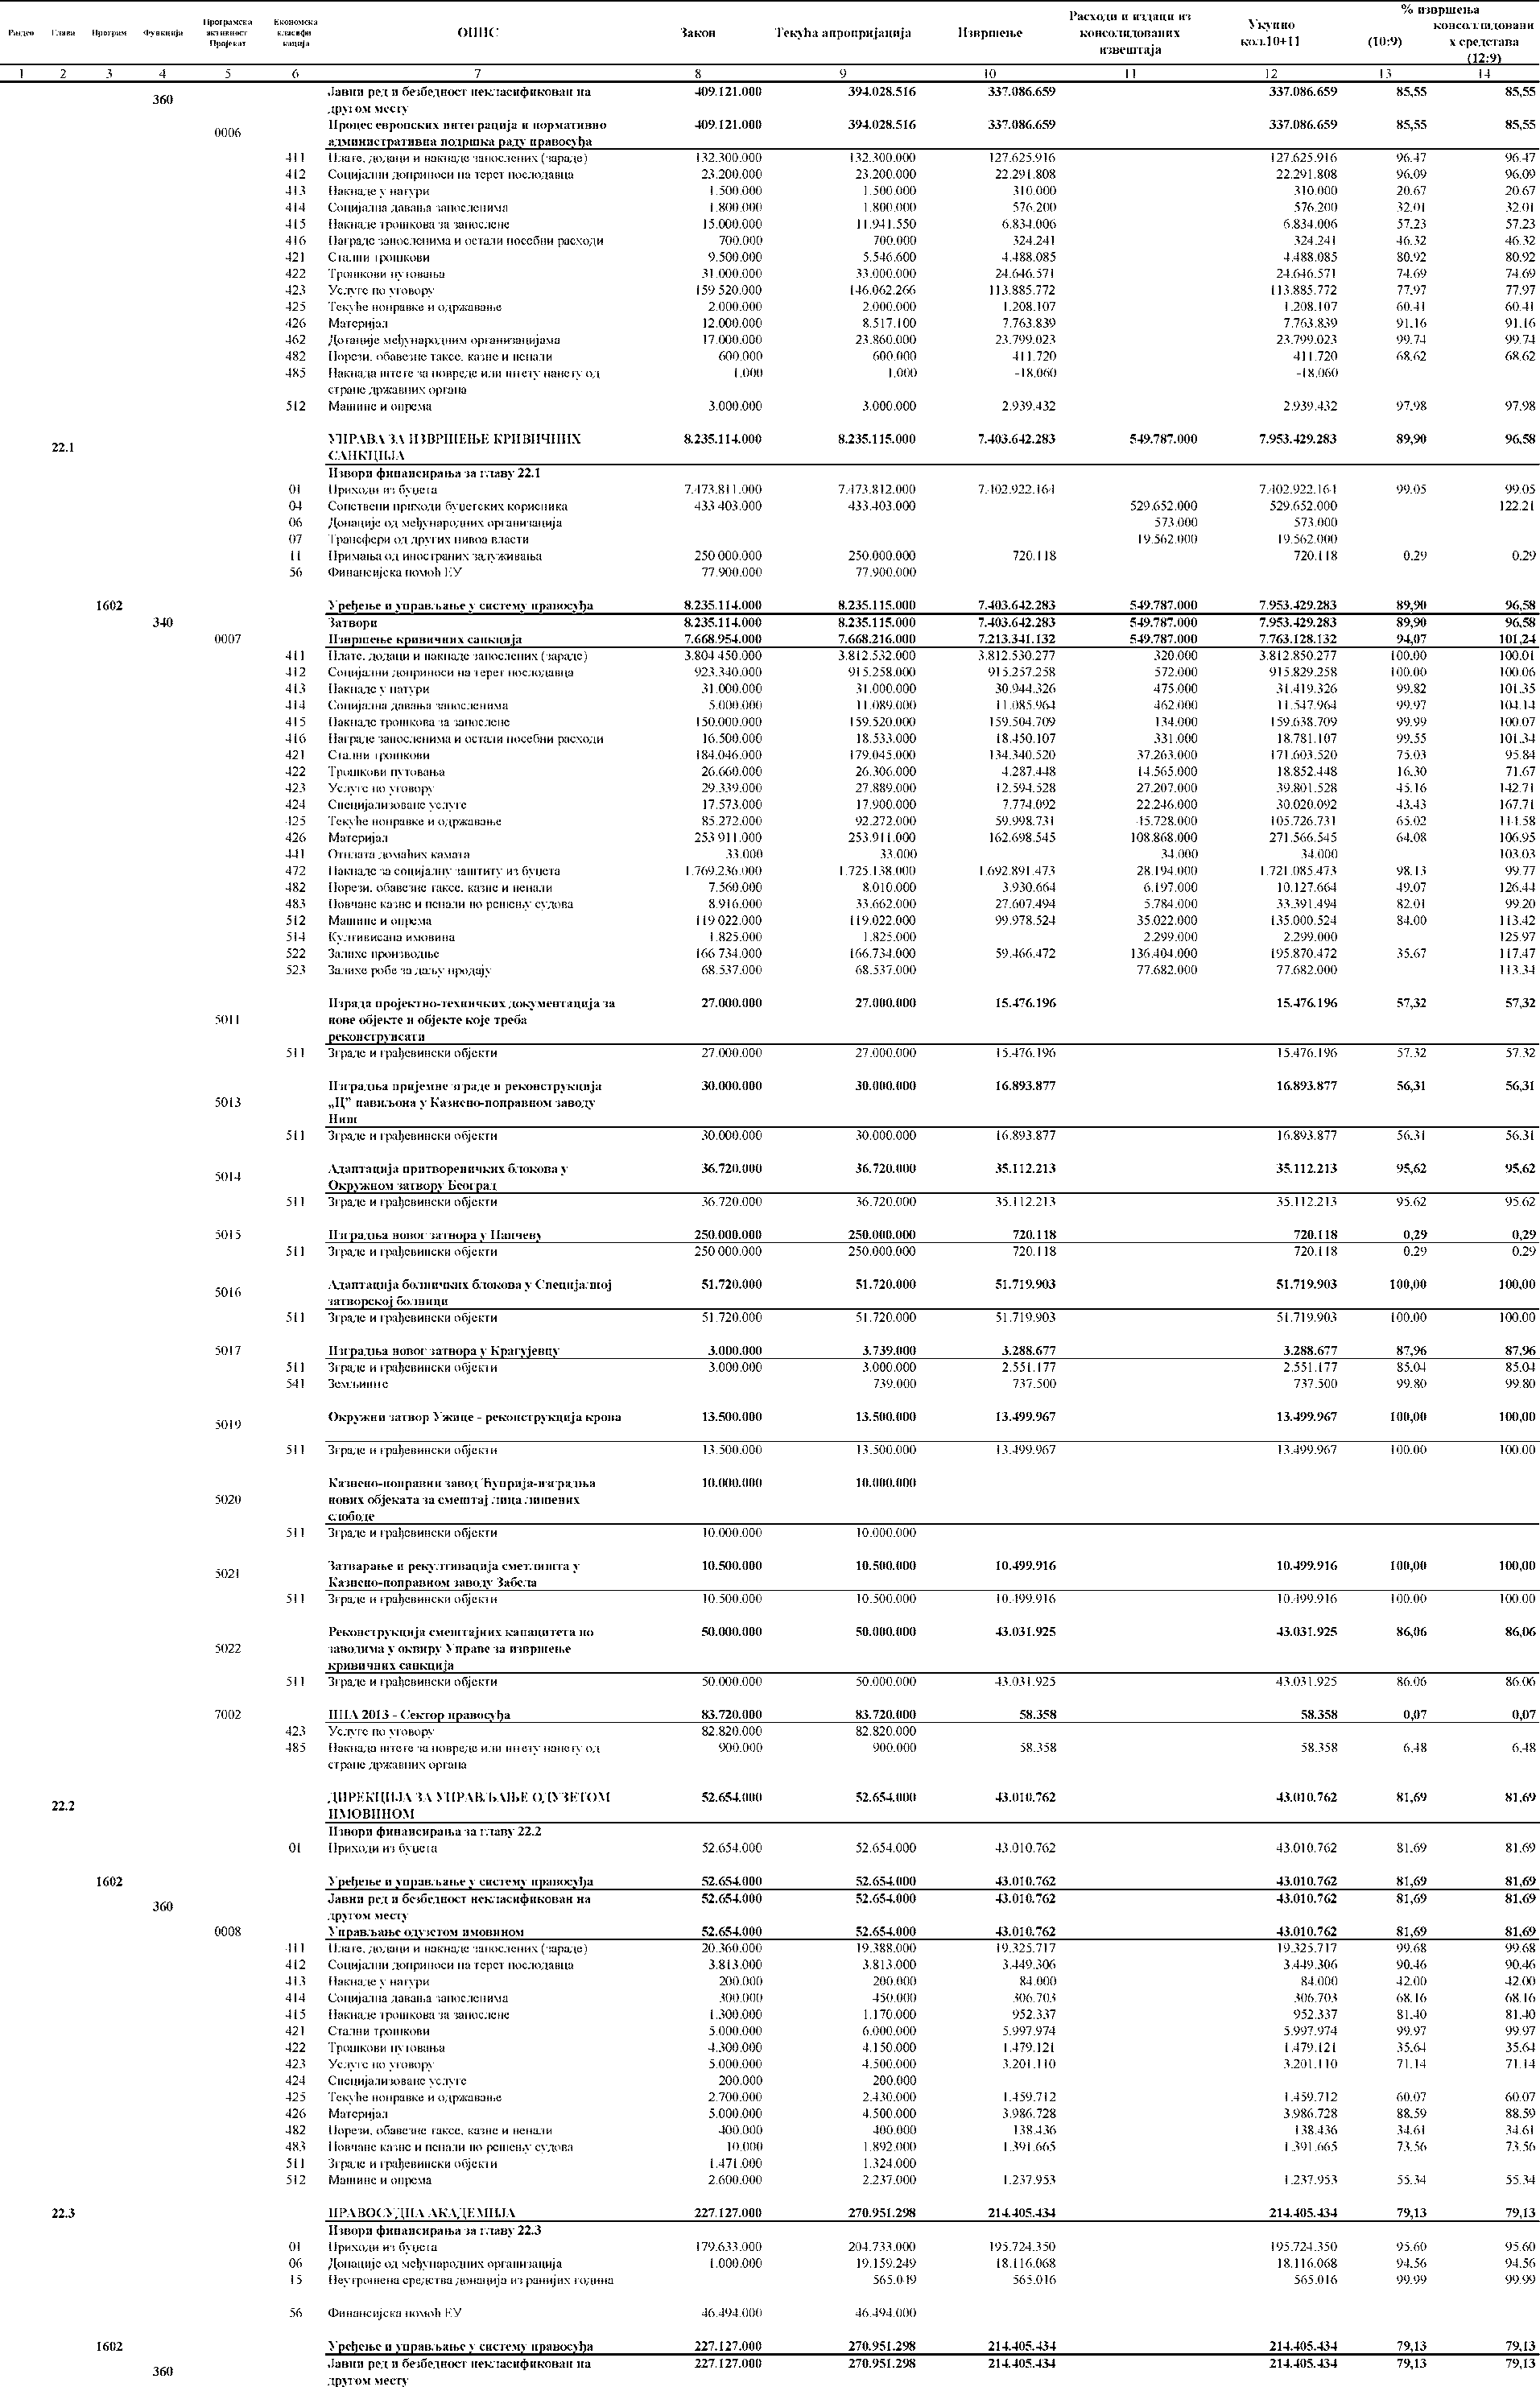 Раздео Глава Програм Функција Програмска активност Пројекат Економска класификација ОПИС Закон Текућа апропријација Извршење Расходи и издаци из консолидованих извештаја Укупно кол.10+11 % извршења (10:9) консолидованих средстава (12:9)
1 2 3 4 5 6 7 8 9 10 11 12 13 14
360 Јавни ред и безбедност некласификован на 409.121.000 394.028.516 337.086.659 337.086.659 85,55 85,55
другом месту
0006 Процес европских интеграција и нормативно 409.121.000 394.028.516 337.086.659 337.086.659 85,55 85,55
административна подршка раду правосуђа
411 Плате, додаци и накнаде запослених (зараде) 132.300.000 132.300.000 127.625.916 127.625.916 96.47 96.47
412 Социјални доприноси на терет послодавца 23.200.000 23.200.000 22.291.808 22.291.808 96.09 96.09
413 Накнаде у натури 1.500.000 1.500.000 310.000 310.000 20.67 20.67
414 Социјална давања запосленима 1.800.000 1.800.000 576.200 576.200 32.01 32.01
415 Накнаде трошкова за запослене 15.000.000 11.941.550 6.834.006 6.834.006 57.23 57.23
416 Награде запосленима и остали посебни расходи 700.000 700.000 324.241 324.241 46.32 46.32
421 Стални трошкови 9.500.000 5.546.600 4.488.085 4.488.085 80.92 80.92
422 Трошкови путовања 31.000.000 33.000.000 24.646.571 24.646.571 74.69 74.69
423 Услуге по уговору 159.520.000 146.062.266 113.885.772 113.885.772 77.97 77.97
425 Текуће поправке и одржавање 2.000.000 2.000.000 1.208.107 1.208.107 60.41 60.41
426 Материјал 12.000.000 8.517.100 7.763.839 7.763.839 91.16 91.16
462 Дотације међународним организацијама 17.000.000 23.860.000 23.799.023 23.799.023 99.74 99.74
482 Порези, обавезне таксе, казне и пенали 600.000 600.000 411.720 411.720 68.62 68.62
485 Накнада штете за повреде или штету нанету од 1.000 1.000 -18.060 -18.060
стране државних органа
512 Машине и опрема 3.000.000 3.000.000 2.939.432 2.939.432 97.98 97.98
22.1 УПРАВА ЗА ИЗВРШЕЊЕ КРИВИЧНИХ 8.235.114.000 8.235.115.000 7.403.642.283 549.787.000 7.953.429.283 89,90 96,58
САНКЦИЈА
Извори финансирања за главу 22.1
01 Приходи из буџета 7.473.811.000 7.473.812.000 7.402.922.164 7.402.922.164 99.05 99.05
04 Сопствени приходи буџетских корисника 433.403.000 433.403.000 529.652.000 529.652.000 122.21
06 Донације од међународних организација 573.000 573.000
07 Трансфери од других нивоа власти 19.562.000 19.562.000
11 Примања од иностраних задуживања 250.000.000 250.000.000 720.118 720.118 0.29 0.29
56 Финансијска помоћ ЕУ 77.900.000 77.900.000
1602 Уређење и управљање у систему правосуђа 8.235.114.000 8.235.115.000 7.403.642.283 549.787.000 7.953.429.283 89,90 96,58
340 Затвори 8.235.114.000 8.235.115.000 7.403.642.283 549.787.000 7.953.429.283 89,90 96,58
0007 Извршење кривичних санкција 7.668.954.000 7.668.216.000 7.213.341.132 549.787.000 7.763.128.132 94,07 101,24
411 Плате, додаци и накнаде запослених (зараде) 3.804.450.000 3.812.532.000 3.812.530.277 320.000 3.812.850.277 100.00 100.01
412 Социјални доприноси на терет послодавца 923.340.000 915.258.000 915.257.258 572.000 915.829.258 100.00 100.06
413 Накнаде у натури 31.000.000 31.000.000 30.944.326 475.000 31.419.326 99.82 101.35
414 Социјална давања запосленима 5.000.000 11.089.000 11.085.964 462.000 11.547.964 99.97 104.14
415 Накнаде трошкова за запослене 150.000.000 159.520.000 159.504.709 134.000 159.638.709 99.99 100.07
416 Награде запосленима и остали посебни расходи 16.500.000 18.533.000 18.450.107 331.000 18.781.107 99.55 101.34
421 Стални трошкови 184.046.000 179.045.000 134.340.520 37.263.000 171.603.520 75.03 95.84
422 Трошкови путовања 26.660.000 26.306.000 4.287.448 14.565.000 18.852.448 16.30 71.67
423 Услуге по уговору 29.339.000 27.889.000 12.594.528 27.207.000 39.801.528 45.16 142.71
424 Специјализоване услуге 17.573.000 17.900.000 7.774.092 22.246.000 30.020.092 43.43 167.71
425 Текуће поправке и одржавање 85.272.000 92.272.000 59.998.731 45.728.000 105.726.731 65.02 114.58
426 Материјал 253.911.000 253.911.000 162.698.545 108.868.000 271.566.545 64.08 106.95
441 Отплата домаћих камата 33.000 33.000 34.000 34.000 103.03
472 Накнаде за социјалну заштиту из буџета 1.769.236.000 1.725.138.000 1.692.891.473 28.194.000 1.721.085.473 98.13 99.77
482 Порези, обавезне таксе, казне и пенали 7.560.000 8.010.000 3.930.664 6.197.000 10.127.664 49.07 126.44
483 Новчане казне и пенали по решењу судова 8.916.000 33.662.000 27.607.494 5.784.000 33.391.494 82.01 99.20
512 Машине и опрема 119.022.000 119.022.000 99.978.524 35.022.000 135.000.524 84.00 113.42
514 Култивисана имовина 1.825.000 1.825.000 2.299.000 2.299.000 125.97
522 Залихе производње 166.734.000 166.734.000 59.466.472 136.404.000 195.870.472 35.67 117.47
523 Залихе робе за даљу продају 68.537.000 68.537.000 77.682.000 77.682.000 113.34
5011 Израда пројектно-техничких документација за 27.000.000 27.000.000 15.476.196 15.476.196 57,32 57,32
нове објекте и објекте које треба
реконструисати
511 Зграде и грађевински објекти 27.000.000 27.000.000 15.476.196 15.476.196 57.32 57.32
5013 Изградња пријемне зграде и реконструкција 30.000.000 30.000.000 16.893.877 16.893.877 56,31 56,31
„Ц” павиљона у Казнено-поправном заводу
Ниш
511 Зграде и грађевински објекти 30.000.000 30.000.000 16.893.877 16.893.877 56.31 56.31
5014 Адаптација притвореничких блокова у 36.720.000 36.720.000 35.112.213 35.112.213 95,62 95,62
Окружном затвору Београд
511 Зграде и грађевински објекти 36.720.000 36.720.000 35.112.213 35.112.213 95.62 95.62
5015 Изградња новог затвора у Панчеву 250.000.000 250.000.000 720.118 720.118 0,29 0,29
511 Зграде и грађевински објекти 250.000.000 250.000.000 720.118 720.118 0.29 0.29
5016 Адаптација болничких блокова у Специјалној 51.720.000 51.720.000 51.719.903 51.719.903 100,00 100,00
затворској болници
511 Зграде и грађевински објекти 51.720.000 51.720.000 51.719.903 51.719.903 100.00 100.00
5017 Изградња новог затвора у Крагујевцу 3.000.000 3.739.000 3.288.677 3.288.677 87,96 87,96
511 Зграде и грађевински објекти 3.000.000 3.000.000 2.551.177 2.551.177 85.04 85.04
541 Земљиште 739.000 737.500 737.500 99.80 99.80
5019 Окружни затвор Ужице - реконструкција крова 13.500.000 13.500.000 13.499.967 13.499.967 100,00 100,00
511 Зграде и грађевински објекти 13.500.000 13.500.000 13.499.967 13.499.967 100.00 100.00
5020 Казнено-поправни завод Ћуприја-изградња 10.000.000 10.000.000
нових објеката за смештај лица лишених
слободе
511 Зграде и грађевински објекти 10.000.000 10.000.000
5021 Затварање и рекултивација сметлишта у 10.500.000 10.500.000 10.499.916 10.499.916 100,00 100,00
Казнено-поправном заводу Забела
511 Зграде и грађевински објекти 10.500.000 10.500.000 10.499.916 10.499.916 100.00 100.00
5022 Реконструкција смештајних капацитета по 50.000.000 50.000.000 43.031.925 43.031.925 86,06 86,06
заводима у оквиру Управе за извршење
кривичних санкција
511 Зграде и грађевински објекти 50.000.000 50.000.000 43.031.925 43.031.925 86.06 86.06
7002 ИПА 2013 - Сектор правосуђа 83.720.000 83.720.000 58.358 58.358 0,07 0,07
423 Услуге по уговору 82.820.000 82.820.000
485 Накнада штете за повреде или штету нанету од 900.000 900.000 58.358 58.358 6.48 6.48
стране државних органа
22.2 ДИРЕКЦИЈА ЗА УПРАВЉАЊЕ ОДУЗЕТОМ 52.654.000 52.654.000 43.010.762 43.010.762 81,69 81,69
ИМОВИНОМ
Извори финансирања за главу 22.2
01 Приходи из буџета 52.654.000 52.654.000 43.010.762 43.010.762 81.69 81.69
1602 Уређење и управљање у систему правосуђа 52.654.000 52.654.000 43.010.762 43.010.762 81,69 81,69
360 Јавни ред и безбедност некласификован на 52.654.000 52.654.000 43.010.762 43.010.762 81,69 81,69
другом месту
0008 Управљање одузетом имовином 52.654.000 52.654.000 43.010.762 43.010.762 81,69 81,69
411 Плате, додаци и накнаде запослених (зараде) 20.360.000 19.388.000 19.325.717 19.325.717 99.68 99.68
412 Социјални доприноси на терет послодавца 3.813.000 3.813.000 3.449.306 3.449.306 90.46 90.46
413 Накнаде у натури 200.000 200.000 84.000 84.000 42.00 42.00
414 Социјална давања запосленима 300.000 450.000 306.703 306.703 68.16 68.16
415 Накнаде трошкова за запослене 1.300.000 1.170.000 952.337 952.337 81.40 81.40
421 Стални трошкови 5.000.000 6.000.000 5.997.974 5.997.974 99.97 99.97
422 Трошкови путовања 4.300.000 4.150.000 1.479.121 1.479.121 35.64 35.64
423 Услуге по уговору 5.000.000 4.500.000 3.201.110 3.201.110 71.14 71.14
424 Специјализоване услуге 200.000 200.000
425 Текуће поправке и одржавање 2.700.000 2.430.000 1.459.712 1.459.712 60.07 60.07
426 Материјал 5.000.000 4.500.000 3.986.728 3.986.728 88.59 88.59
482 Порези, обавезне таксе, казне и пенали 400.000 400.000 138.436 138.436 34.61 34.61
483 Новчане казне и пенали по решењу судова 10.000 1.892.000 1.391.665 1.391.665 73.56 73.56
511 Зграде и грађевински објекти 1.471.000 1.324.000
512 Машине и опрема 2.600.000 2.237.000 1.237.953 1.237.953 55.34 55.34
22.3 ПРАВОСУДНА АКАДЕМИЈА 227.127.000 270.951.298 214.405.434 214.405.434 79,13 79,13
Извори финансирања за главу 22.3
01 Приходи из буџета 179.633.000 204.733.000 195.724.350 195.724.350 95.60 95.60
06 Донације од међународних организација 1.000.000 19.159.249 18.116.068 18.116.068 94.56 94.56
15 Неутрошена средства донација из ранијих година 565.049 565.016 565.016 99.99 99.99
56 Финансијска помоћ ЕУ 46.494.000 46.494.000
1602 Уређење и управљање у систему правосуђа 227.127.000 270.951.298 214.405.434 214.405.434 79,13 79,13
360 Јавни ред и безбедност некласификован на 227.127.000 270.951.298 214.405.434 214.405.434 79,13 79,13
другом месту